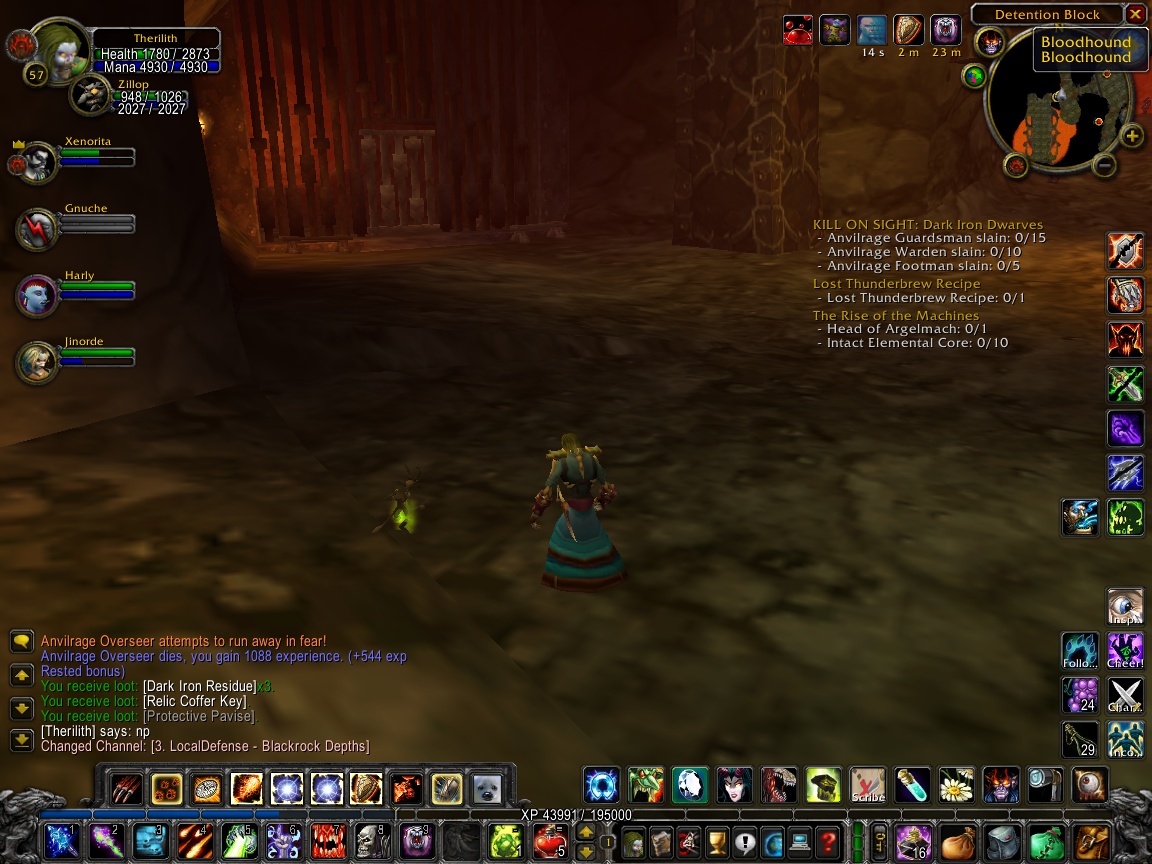 Therilith
Health 1780 / 2873
Mana 4930 / 4930
57
Zillop
948 / 1026
2027 / 2027
Xenorita
Gnuche
Harly
Jinorde
14 s
2 m
23 m
Detention Block
Bloodhound
Bloodhound
KILL ON SIGHT: Dark Iron Dwarves
- Anvilrage Guardsman slain: 0/15
- Anvilrage Warden slain: 0/10
- Anvilrage Footman slain: 0/5
Lost Thunderbrew Recipe
- Lost Thunderbrew Recipe: 0/1
The Rise of the Machines
- Head of Argelmach: 0/1
- Intact Elemental Core: 0/10
Follo...
Cheer!
24
Char...
29
Anvilrage Overseer attempts to run away in fear!
Anvilrage Overseer dies, you gain 1088 experience. (+544 exp
Rested bonus)
You receive loot: [Dark Iron Residue]x3.
You receive loot: [Relic Coffer Key].
You receive loot: [Protective Pavise].
[Therilith] says: np
Changed Channel: [3. LocalDefense - Blackrock Depths]
Scribe
XP 43991 / 195000
1 2 3 4 5 6 7 8 9
5
1
16